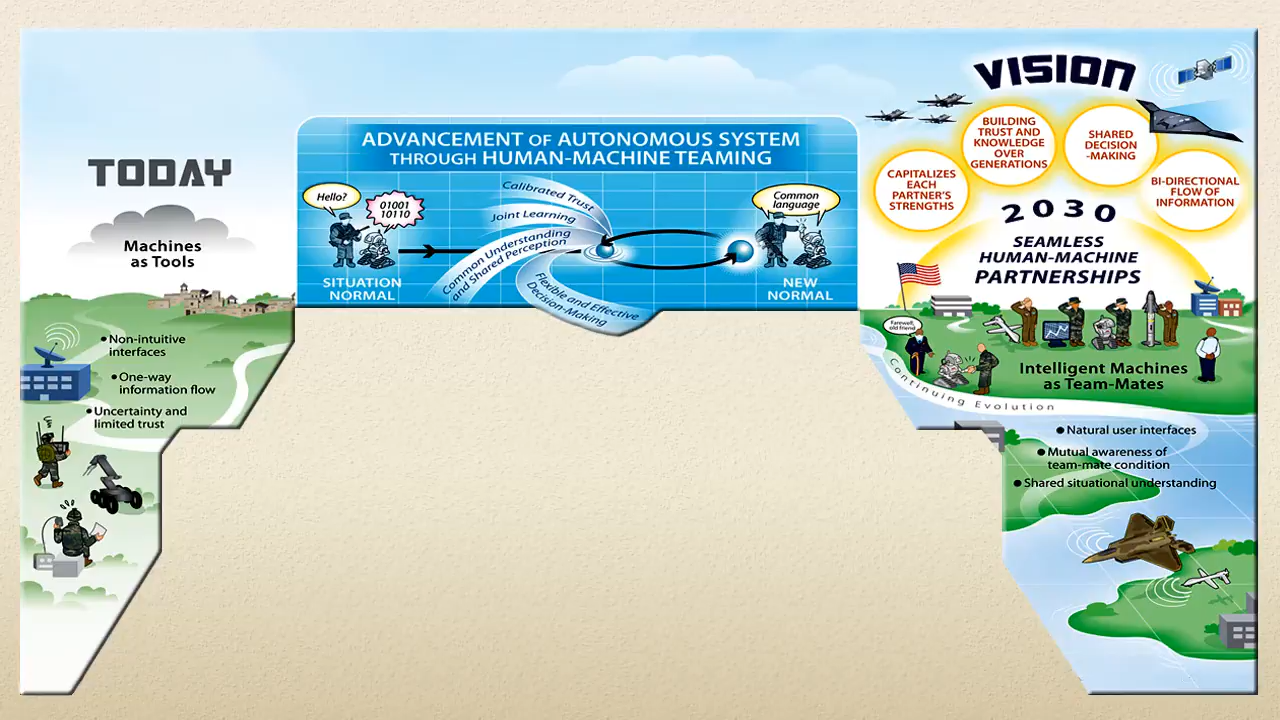 TODAY
Machines
as Tools
• Non-intuitive
interfaces
• One-way
information flow
• Uncertainty and
limited trust
ADVANCEMENT OF AUTONOMOUS SYSTEM
THROUGH HUMAN-MACHINE TEAMING
Hello?
01001
10110
SITUATION
NORMAL
Calibrated Trust
Joint Learning
Common Understanding
and Shared Perception
Flexible and Effective
Decision-Making
Common
language
NEW
NORMAL
VISION
CAPITALIZES
EACH
PARTNER'S
STRENGTHS
BUILDING
TRUST AND
KNOWLEDGE
OVER
GENERATIONS
SHARED
DECISION
-MAKING
BI-DIRECTIONAL
FLOW OF
INFORMATION
2030
SEAMLESS
HUMAN-MACHINE
PARTNERSHIPS
Farewell,
old friend
Intelligent Machines
as Team-Mates
Continuing Evolution
• Natural user interfaces
• Mutual awareness of
team-mate condition
• Shared situational understanding